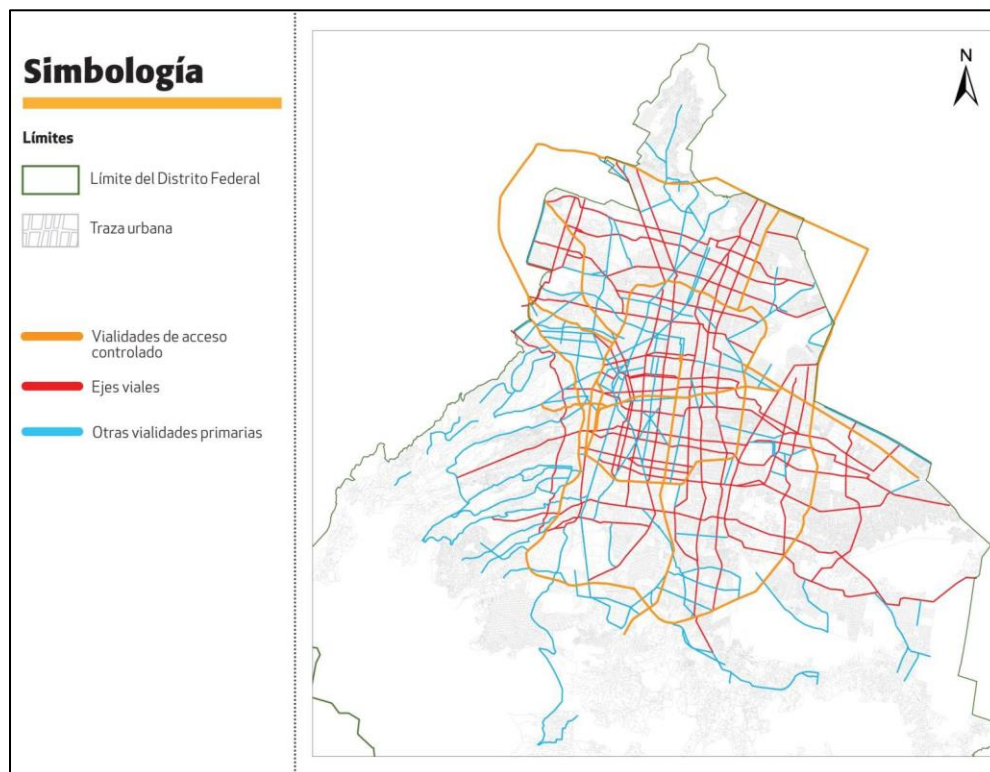 Simbología
Límites
Límite del Distrito Federal
Traza urbana
Vialidades de acceso
controlado
Ejes viales
Otras vialidades primarias
N